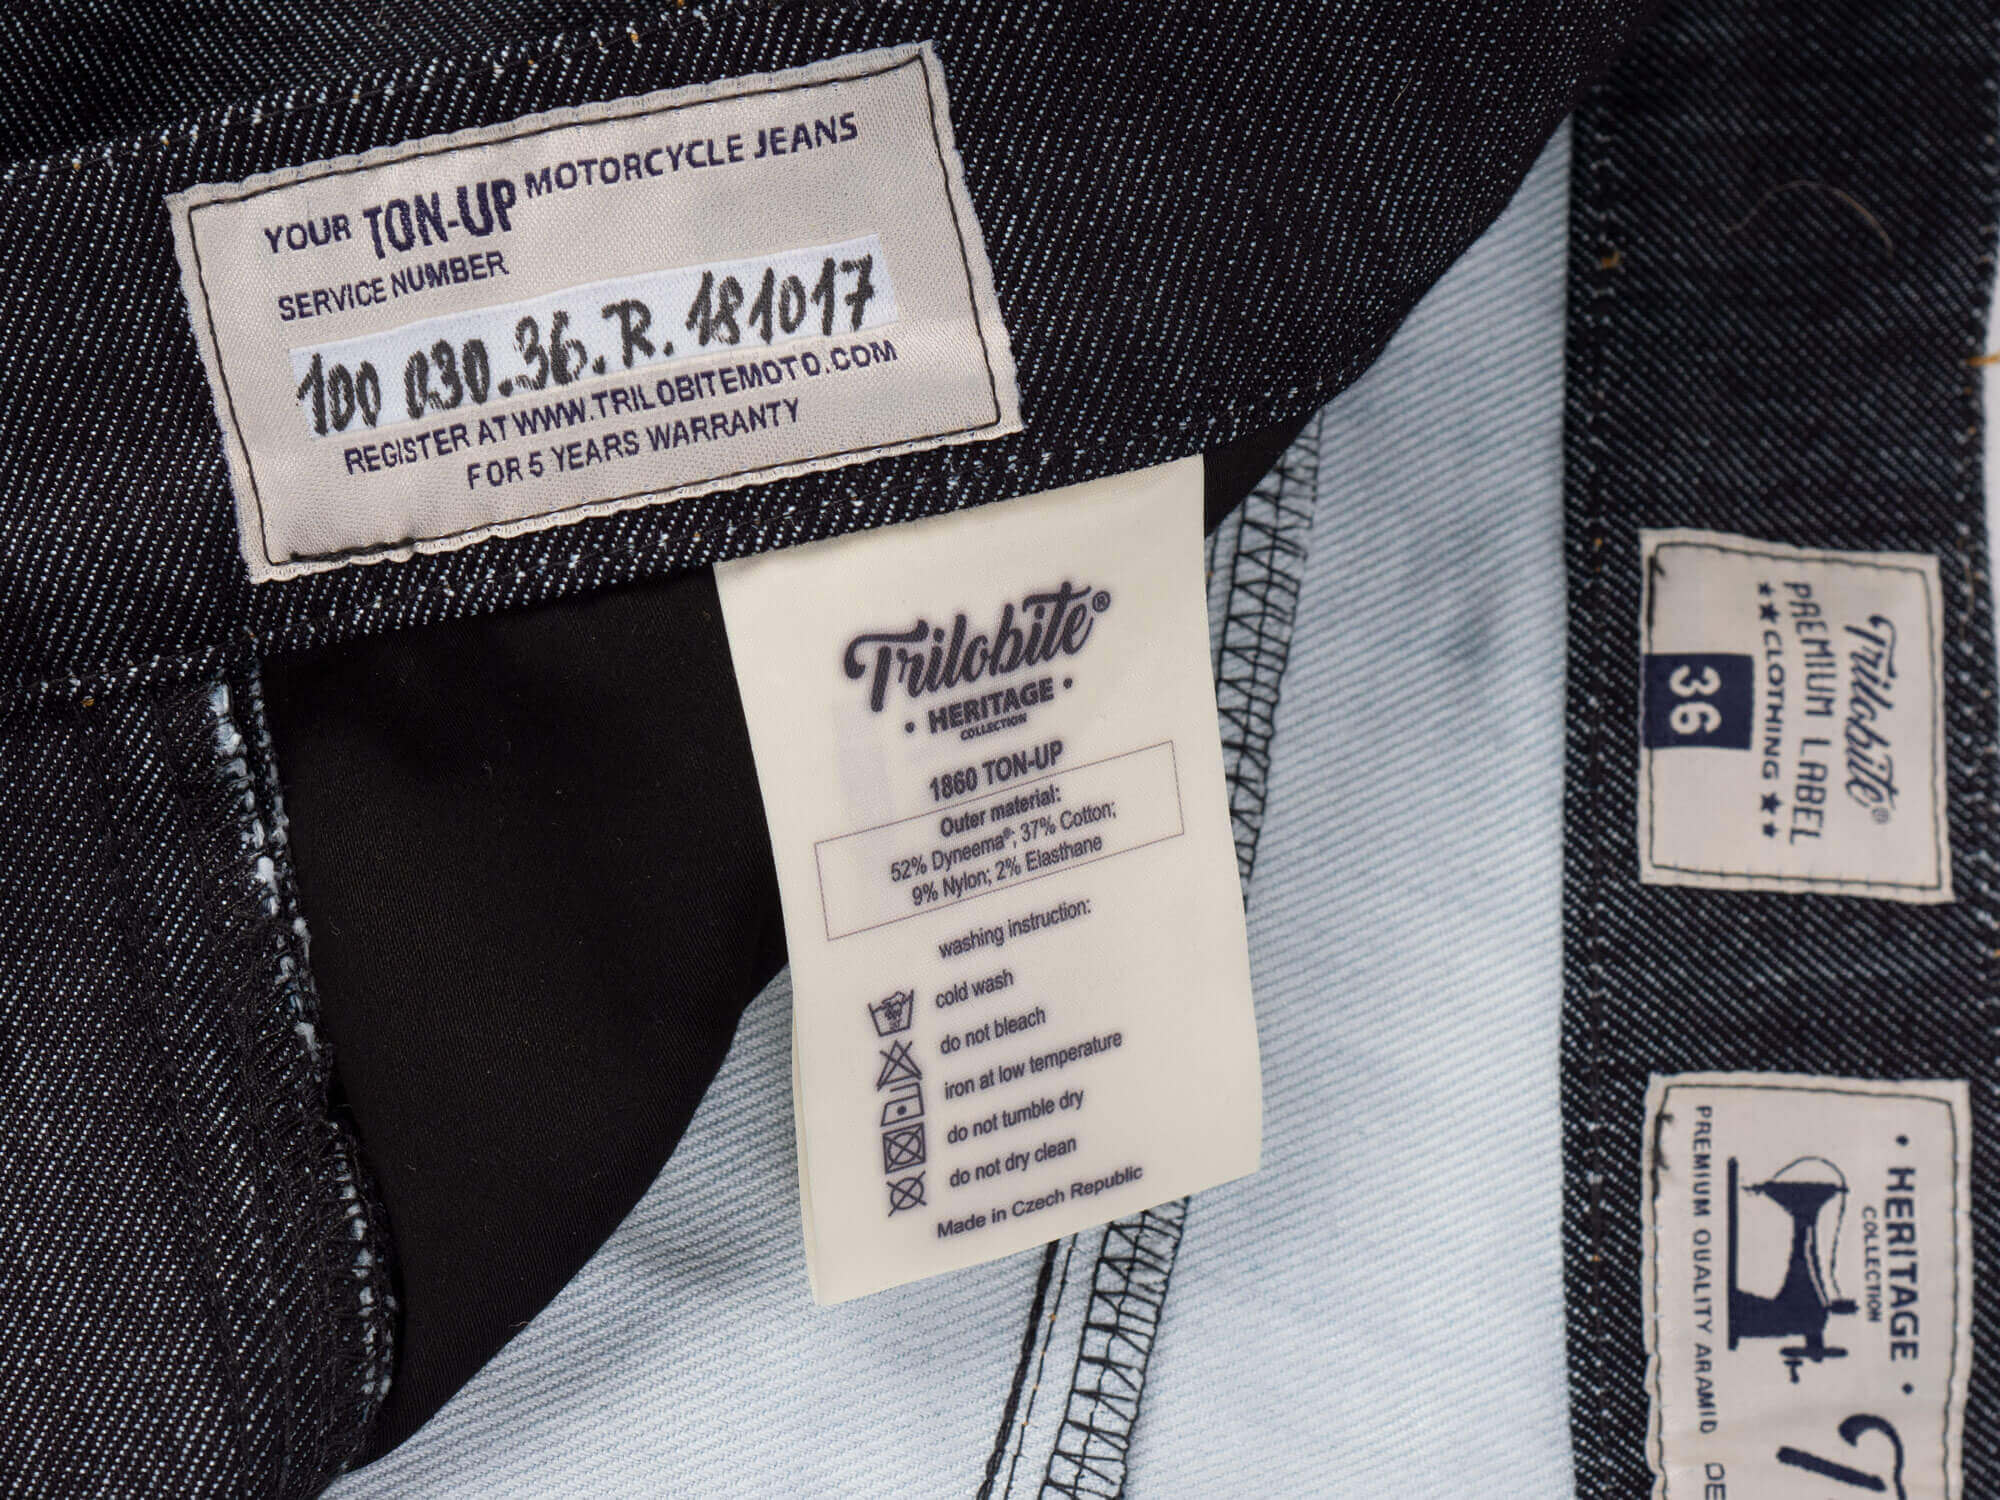 YOUR TON-UP MOTORCYCLE JEANS
SERVICE NUMBER
100 030.36.R.181017
REGISTER AT WWW.TRILOBITEMOTO.COM
FOR 5 YEARS WARRANTY
Trilobite®
• HERITAGE •
COLLECTION
1860 TON-UP
Outer material:
52% Dyneema®; 37% Cotton;
9% Nylon; 2% Elasthane
washing instruction:
cold wash
do not bleach
iron at low temperature
do not tumble dry
do not dry clean
Made in Czech Republic
Trilobite®
PREMIUM LABEL
★★CLOTHING★★
36
• HERITAGE •
COLLECTION
PREMIUM QUALITY ARAMID